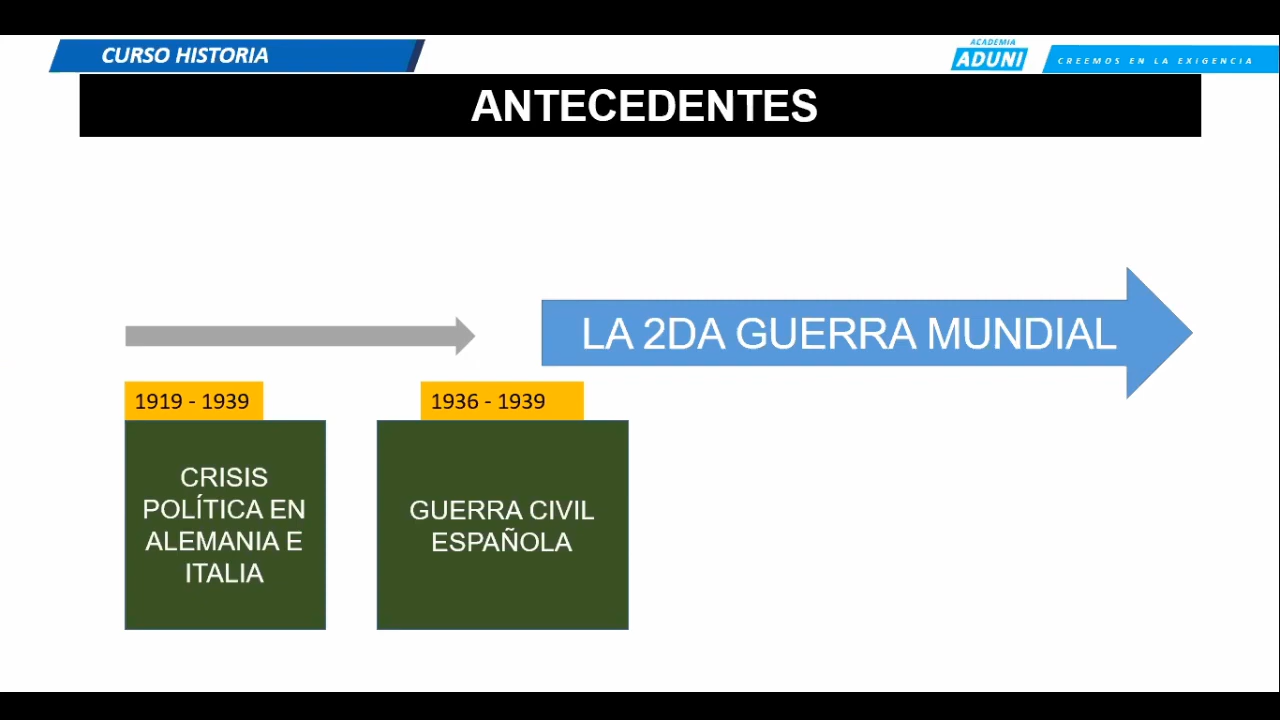 CURSO HISTORIA
ACADEMIA
ADUNI
CREEMOS EN LA EXIGENCIA
ANTECEDENTES
LA 2DA GUERRA MUNDIAL
1919 - 1939
CRISIS
POLÍTICA EN
ALEMANIA E
ITALIA
1936 - 1939
GUERRA CIVIL
ESPAÑOLA